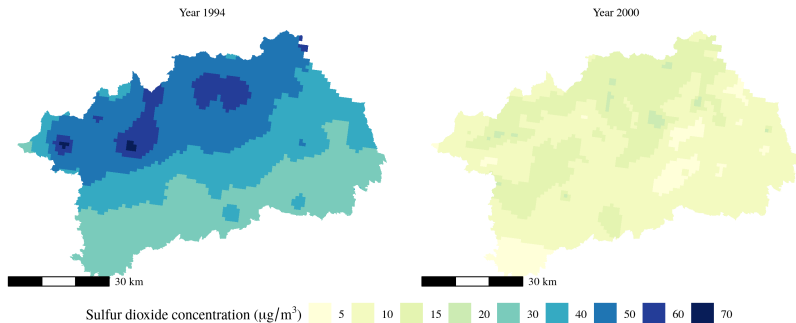 Year 1994 Year 2000
30 km 30 km
Sulfur dioxide concentration (μg/m³) 5 10 15 20 30 40 50 60 70